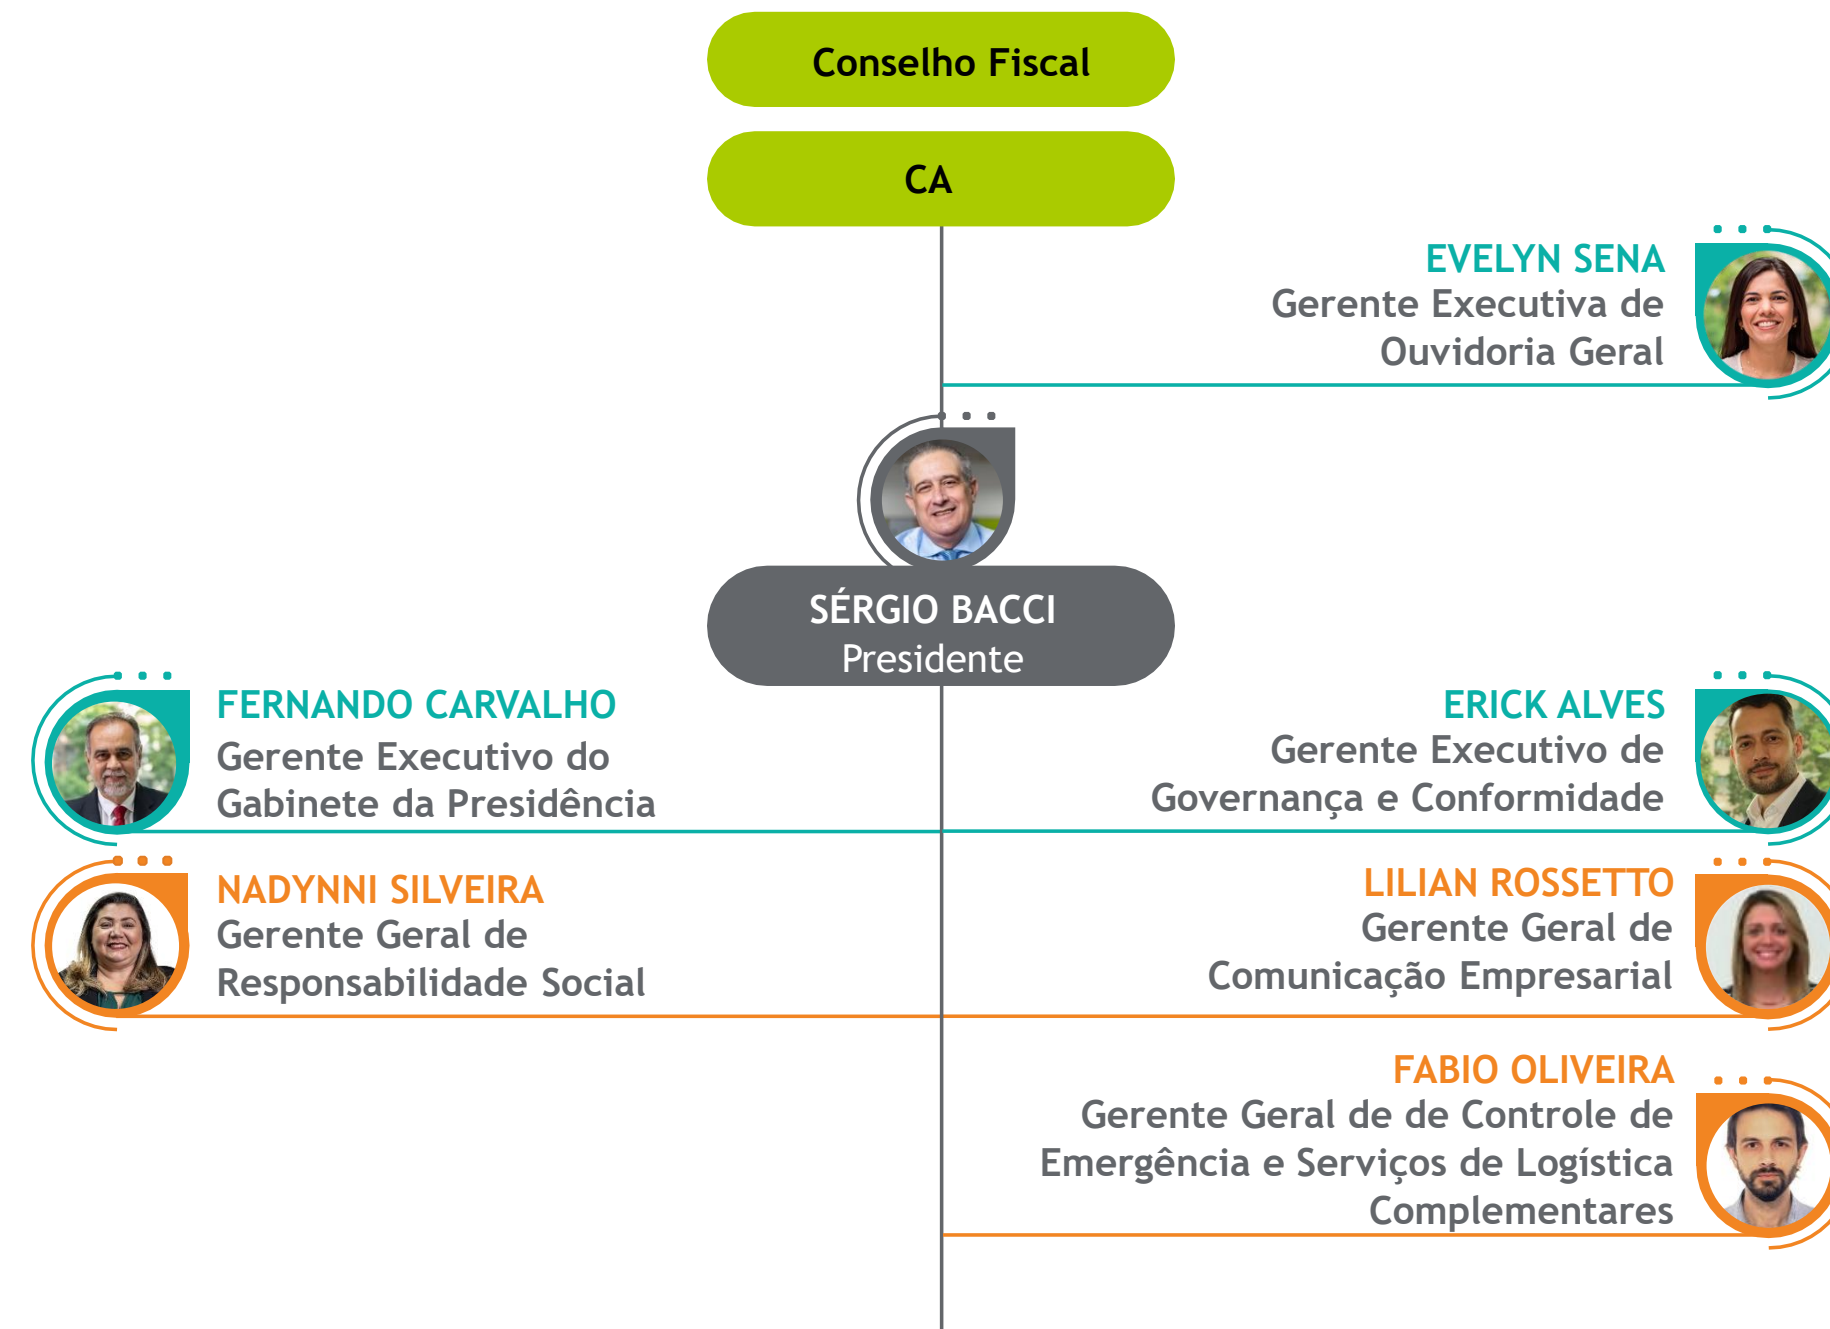 Conselho Fiscal
CA
EVELYN SENA
Gerente Executiva de
Ouvidoria Geral
SÉRGIO BACCI
Presidente
FERNANDO CARVALHO
Gerente Executivo do
Gabinete da Presidência
ERICK ALVES
Gerente Executivo de
Governança e Conformidade
NADYNNI SILVEIRA
Gerente Geral de
Responsabilidade Social
LILIAN ROSSETTO
Gerente Geral de
Comunicação Empresarial
FABIO OLIVEIRA
Gerente Geral de de Controle de
Emergência e Serviços de Logística
Complementares